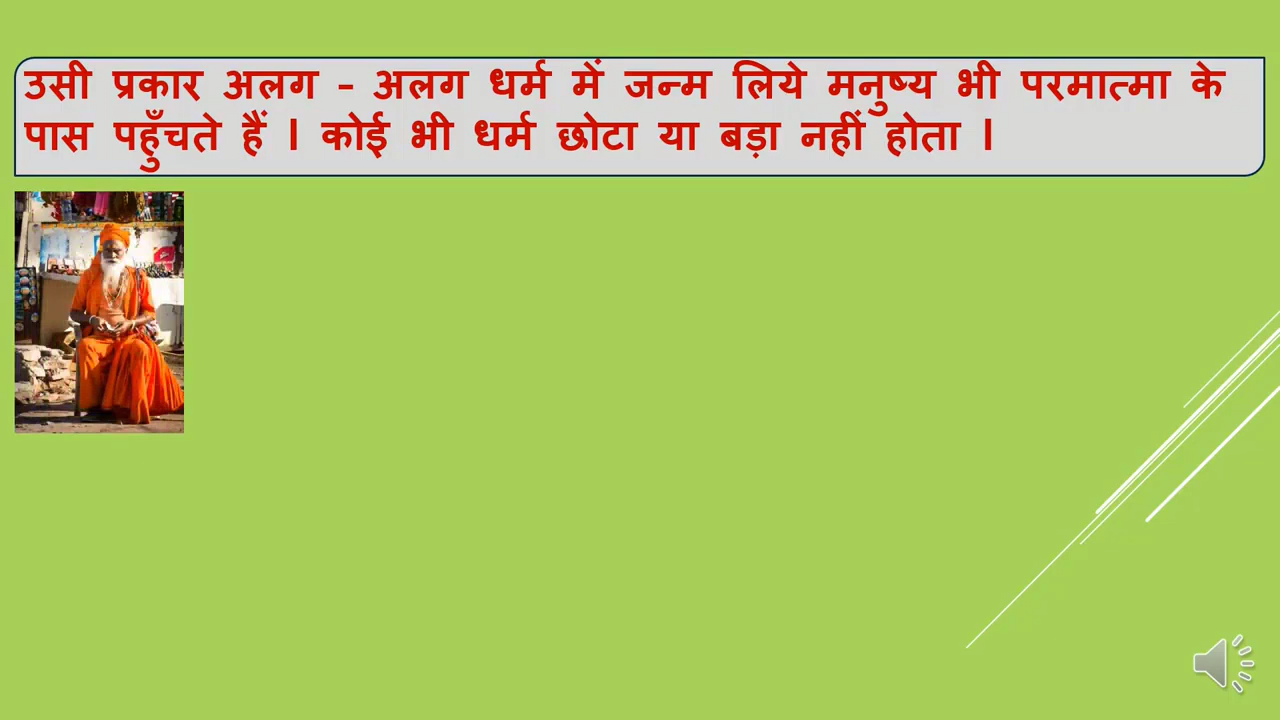 उसी प्रकार अलग - अलग धर्म में जन्म लिये मनुष्य भी परमात्मा के
पास पहुँचते हैं । कोई भी धर्म छोटा या बड़ा नहीं होता ।